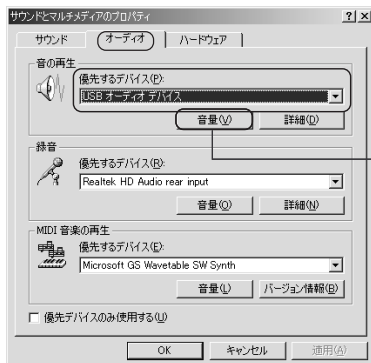 サウンドとマルチメディアのプロパティ
サウンド オーディオ ハードウェア
音の再生
優先するデバイス(P):
USB オーディオ デバイス
音量(V) 詳細(D)
録音
優先するデバイス(R):
Realtek HD Audio rear input
音量(O) 詳細(N)
MIDI 音楽の再生
優先するデバイス(E):
Microsoft GS Wavetable SW Synth
音量(L) バージョン情報(B)
優先デバイスのみ使用する(U)
OK キャンセル 適用(A)